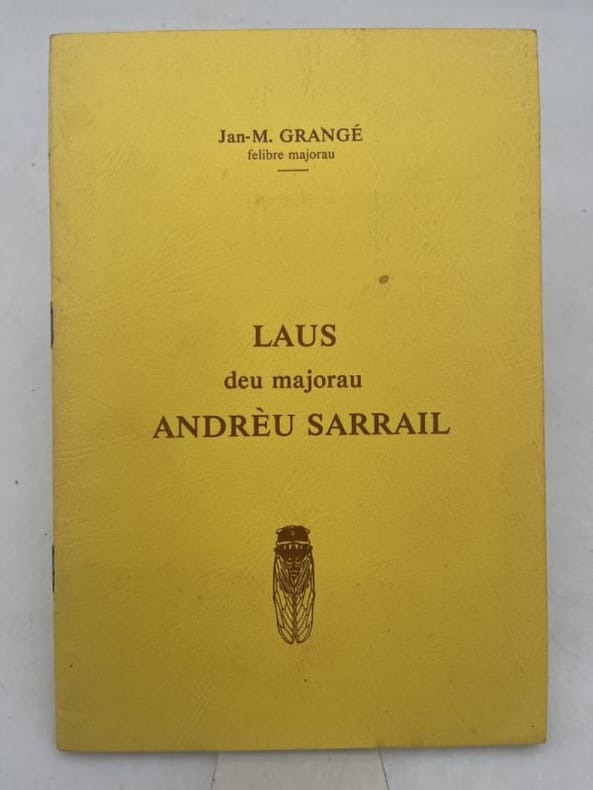 Jan-M. GRANGÉ
felibre majorau
LAUS
deu majorau
ANDRÈU SARRAIL